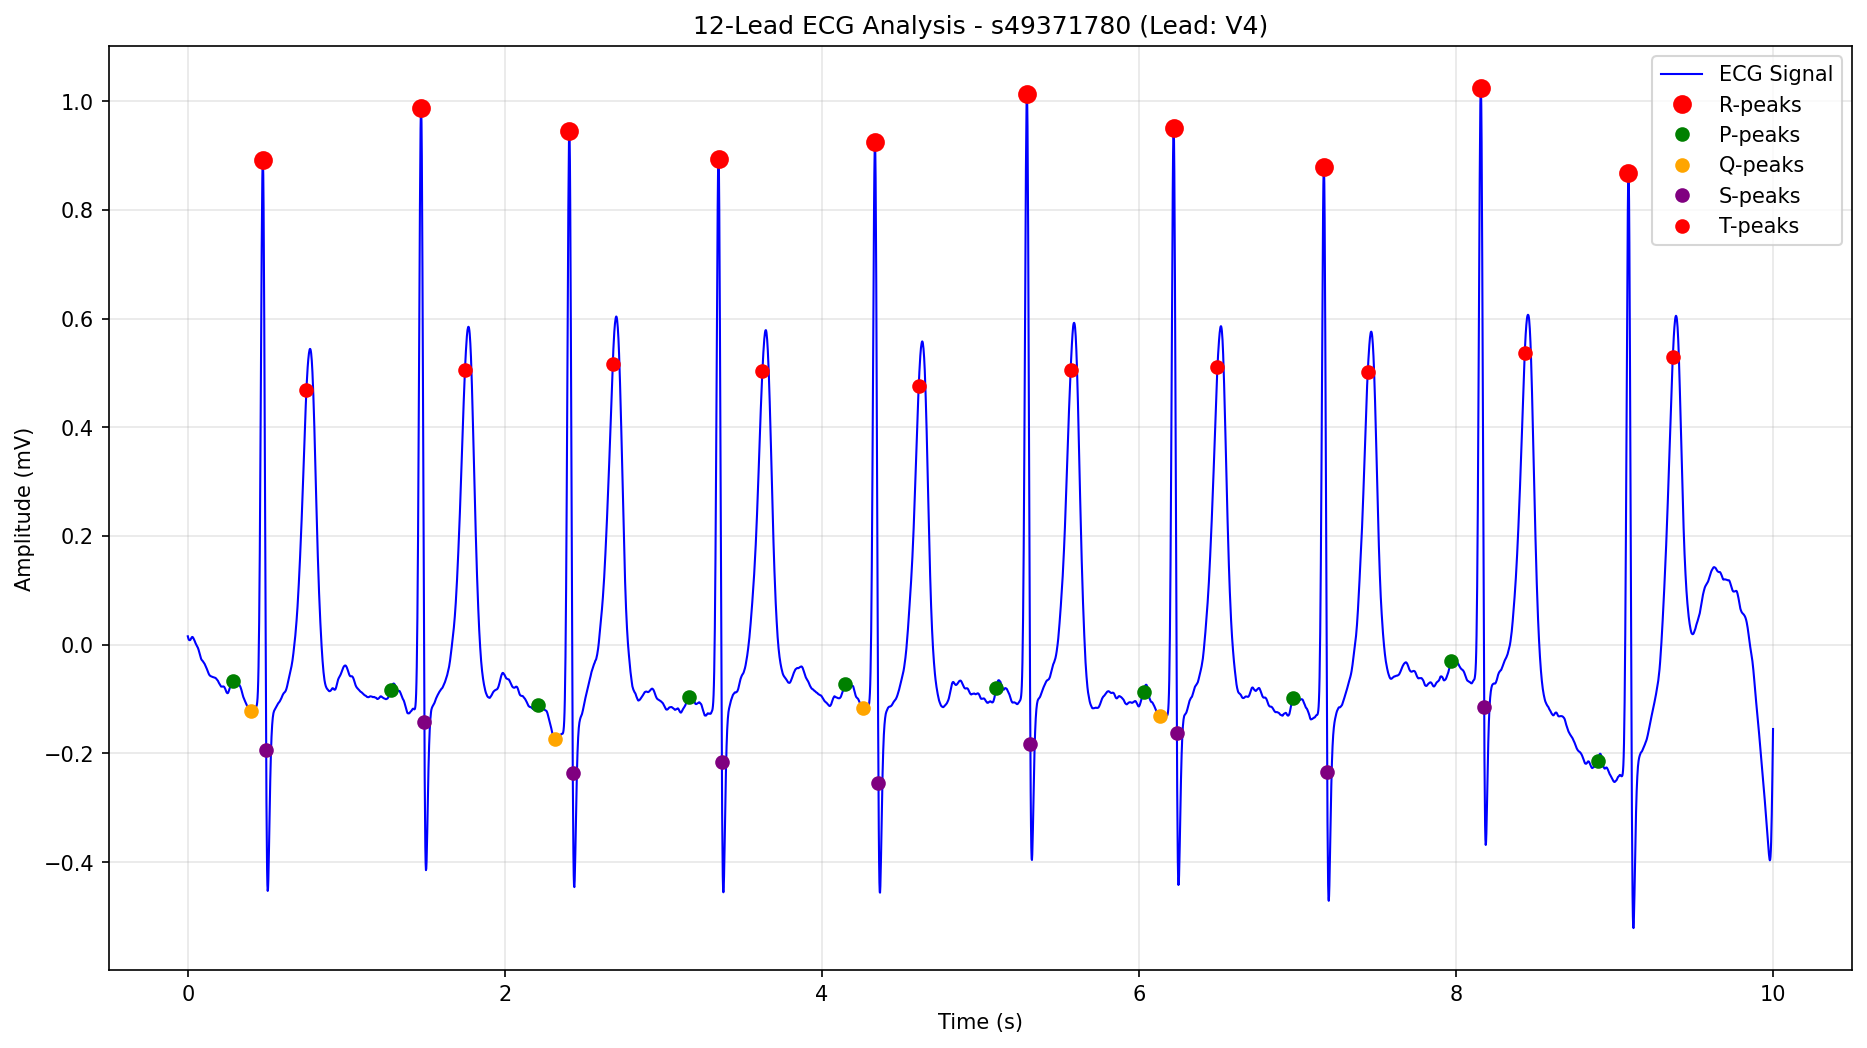 12-Lead ECG Analysis - s49371780 (Lead: V4)
ECG Signal
R-peaks
P-peaks
Q-peaks
S-peaks
T-peaks
Amplitude (mV)
1.0
0.8
0.6
0.4
0.2
0.0
−0.2
−0.4
0 2 4 6 8 10
Time (s)